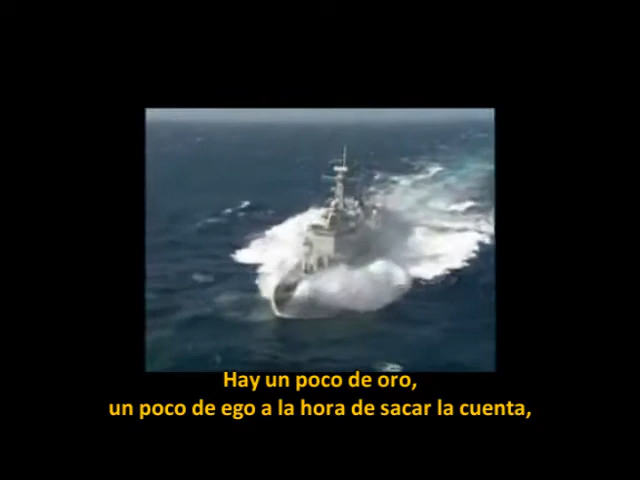 Hay un poco de oro,
un poco de ego a la hora de sacar la cuenta,